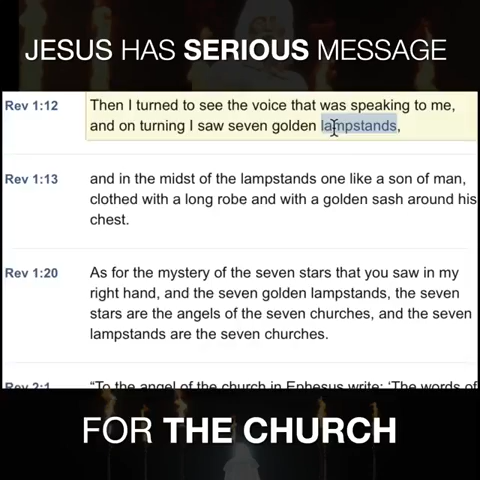 JESUS HAS SERIOUS MESSAGE
Rev 1:12 Then I turned to see the voice that was speaking to me,
and on turning I saw seven golden lampstands,
Rev 1:13 and in the midst of the lampstands one like a son of man,
clothed with a long robe and with a golden sash around his
chest.
Rev 1:20 As for the mystery of the seven stars that you saw in my
right hand, and the seven golden lampstands, the seven
stars are the angels of the seven churches, and the seven
lampstands are the seven churches.
Rev 2:1 “To the angel of the church in Ephesus write: ‘The words of
FOR THE CHURCH